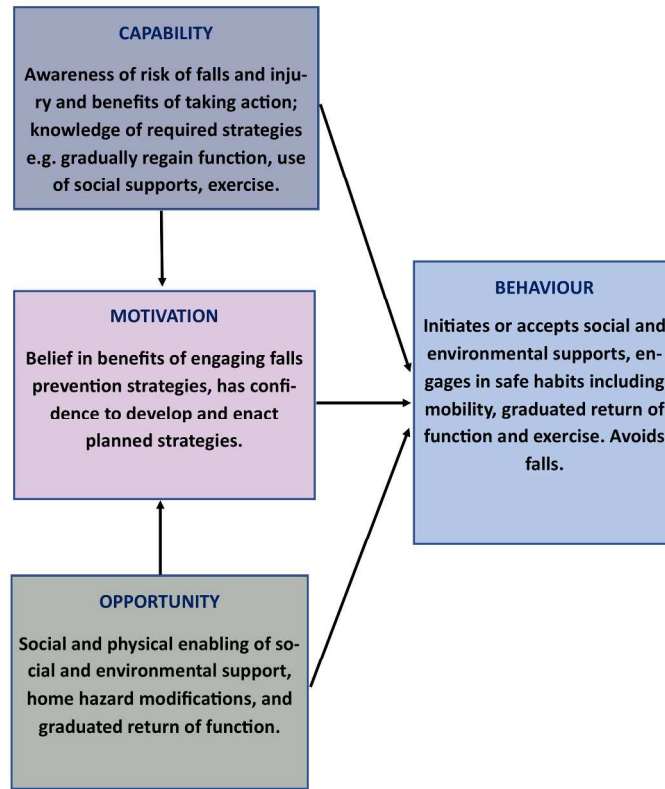 CAPABILITY
Awareness of risk of falls and inju-
ry and benefits of taking action;
knowledge of required strategies
e.g. gradually regain function, use
of social supports, exercise.
MOTIVATION
Belief in benefits of engaging falls
prevention strategies, has confi-
dence to develop and enact
planned strategies.
BEHAVIOUR
Initiates or accepts social and
environmental supports, en-
gages in safe habits including
mobility, graduated return of
function and exercise. Avoids
falls.
OPPORTUNITY
Social and physical enabling of so-
cial and environmental support,
home hazard modifications, and
graduated return of function.